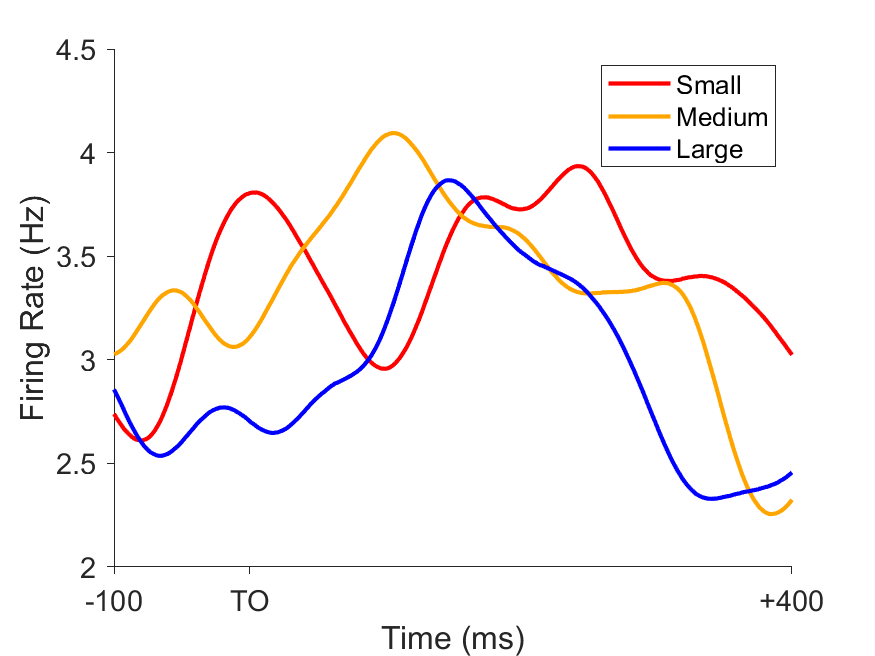 4.5
4
3.5
3
2.5
2
Firing Rate (Hz)
Small
Medium
Large
-100
TO
+400
Time (ms)